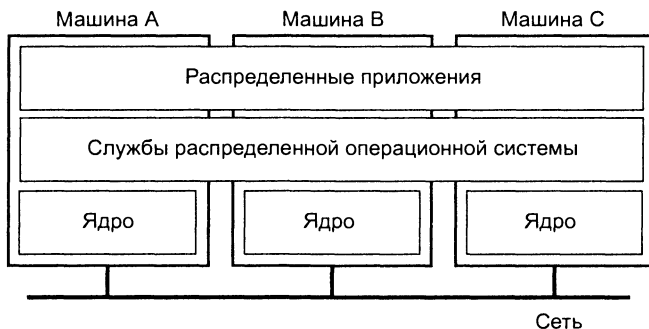 Машина А
Машина В
Машина С
Распределенные приложения
Службы распределенной операционной системы
Ядро
Ядро
Ядро
Сеть